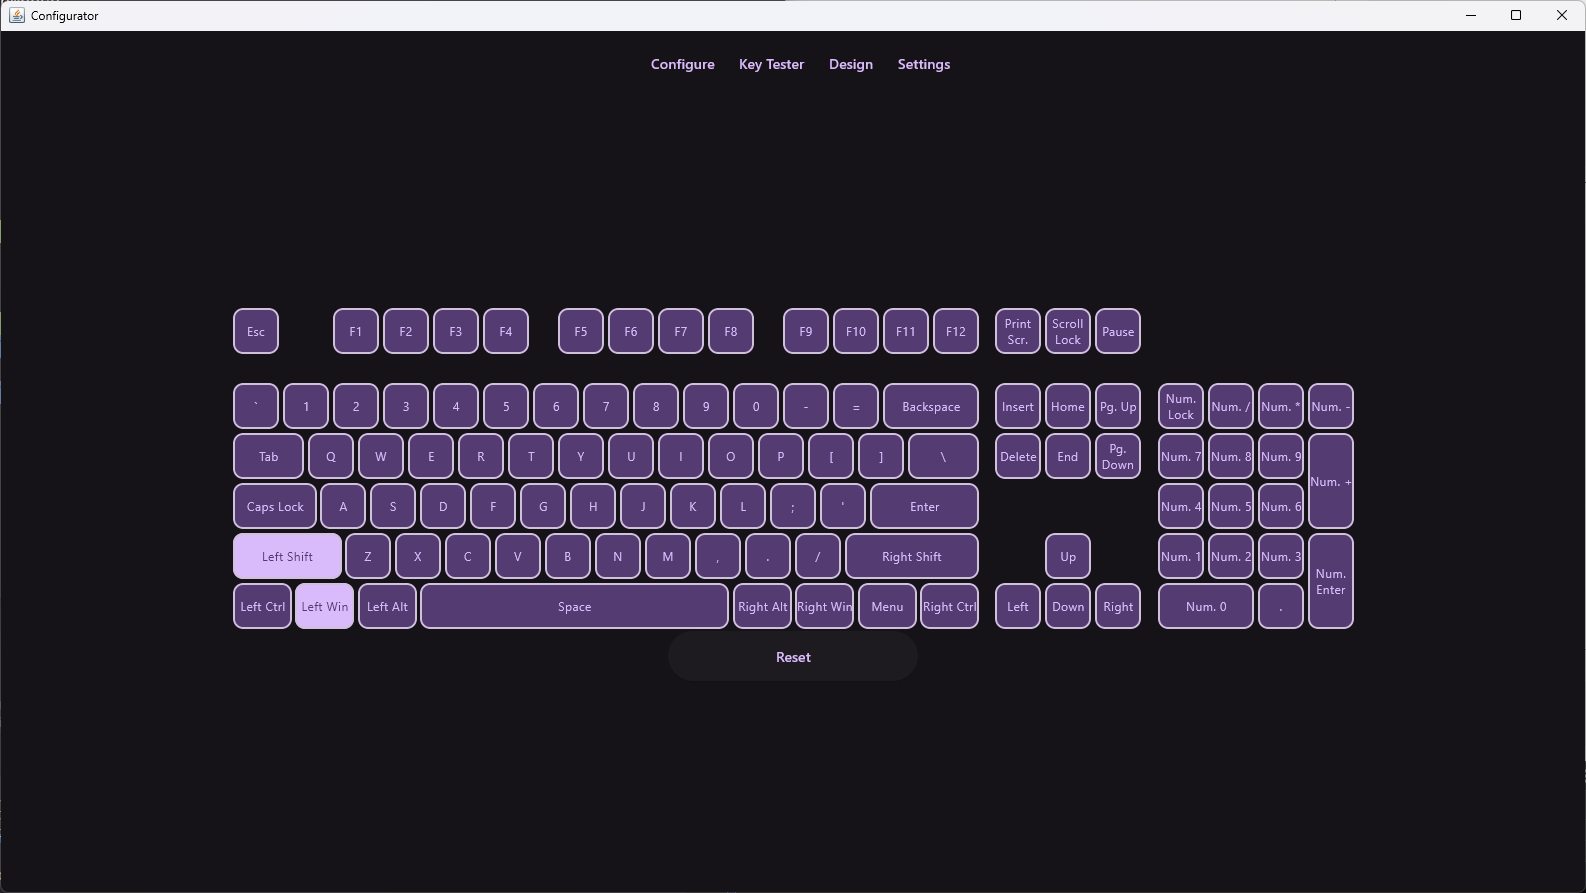 Configurator
Configure Key Tester Design Settings
Esc F1 F2 F3 F4 F5 F6 F7 F8 F9 F10 F11 F12 Print Scr. Scroll Lock Pause
` 1 2 3 4 5 6 7 8 9 0 - = Backspace Insert Home Pg. Up Num. Lock Num. / Num. * Num. -
Tab Q W E R T Y U I O P [ ] \ Delete End Pg. Down Num. 7 Num. 8 Num. 9 Num. +
Caps Lock A S D F G H J K L ; ' Enter Num. 4 Num. 5 Num. 6
Left Shift Z X C V B N M , . / Right Shift Up Num. 1 Num. 2 Num. 3 Num. Enter
Left Ctrl Left Win Left Alt Space Right Alt Right Win Menu Right Ctrl Left Down Right Num. 0 .
Reset